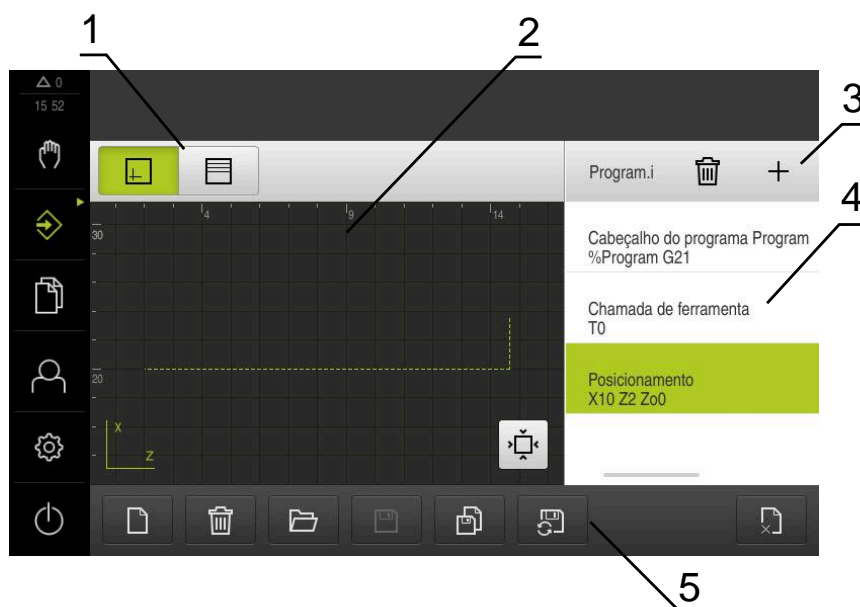 1
2
3
4
5
0
15 52
Program.i
4
9
14
30
20
X
Z
Cabeçalho do programa Program
%Program G21
Chamada de ferramenta
T0
Posicionamento
X10 Z2 Zo0